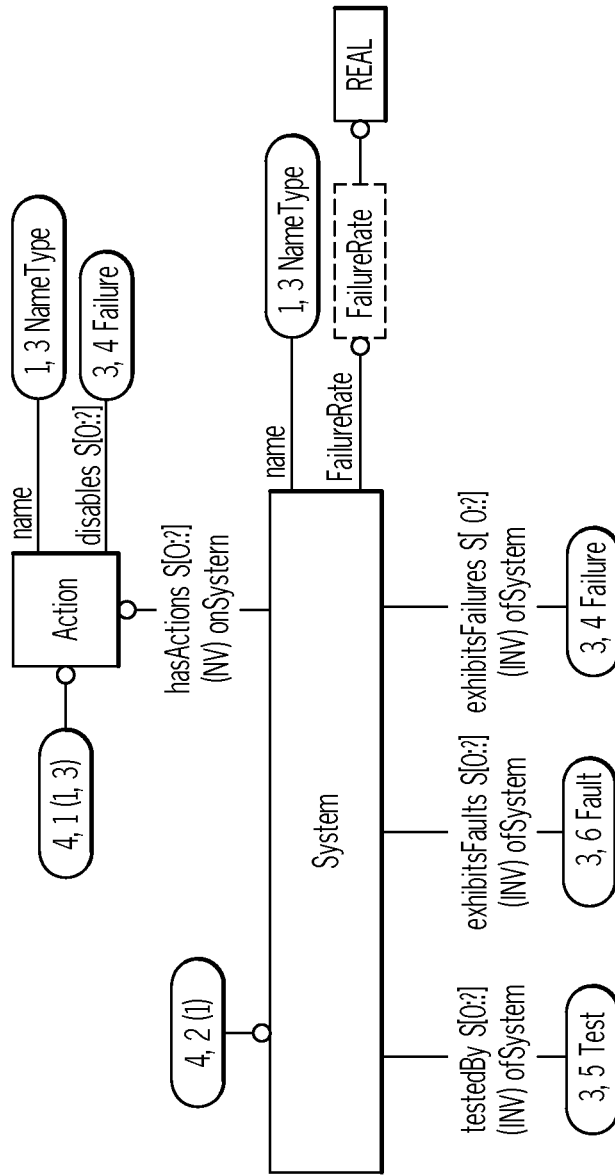 4, 1 (1, 3)
Action
name
1, 3 NameType
disables S[0:?]
3, 4 Failure
hasActions S[0:?]
(NV) onSystern
4, 2 (1)
System
name
1, 3 NameType
FailureRate
FailureRate
REAL
testedBy S[0:?]
(INV) ofSystem
3, 5 Test
exhibitsFaults S[0:?]
(INV) ofSystem
3, 6 Fault
exhibitsFailures S[ 0:?]
(INV) ofSystem
3, 4 Failure